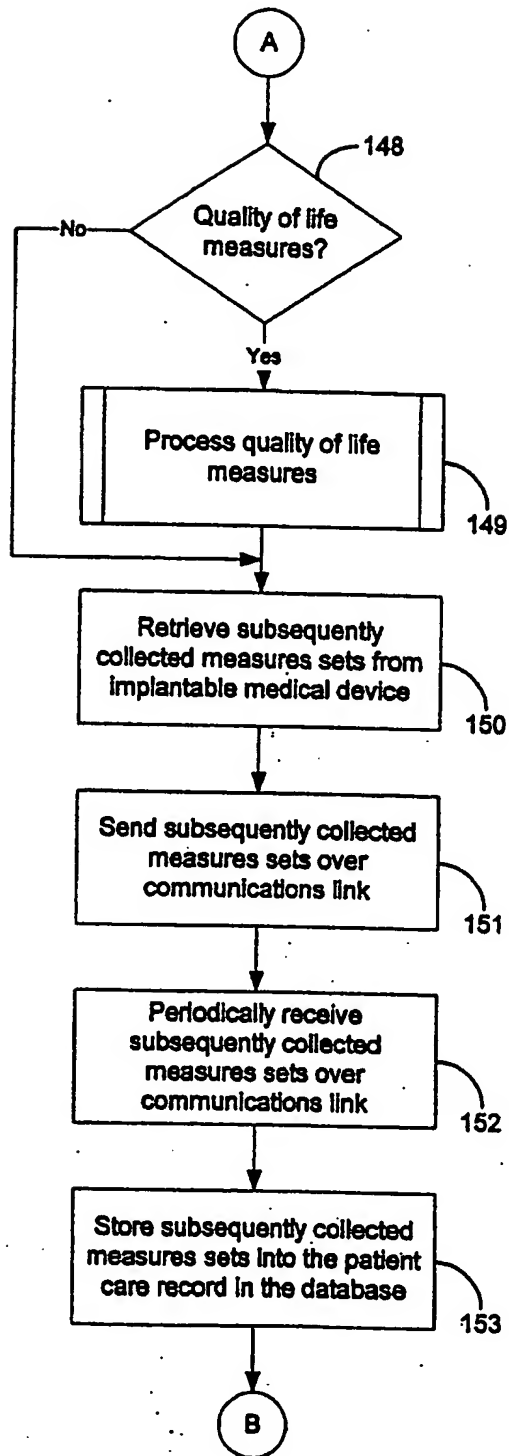 A
148
Quality of life
measures?
No
Yes
Process quality of life
measures
149
Retrieve subsequently
collected measures sets from
implantable medical device
150
Send subsequently collected
measures sets over
communications link
151
Periodically receive
subsequently collected
measures sets over
communications link
152
Store subsequently collected
measures sets into the patient
care record in the database
153
B